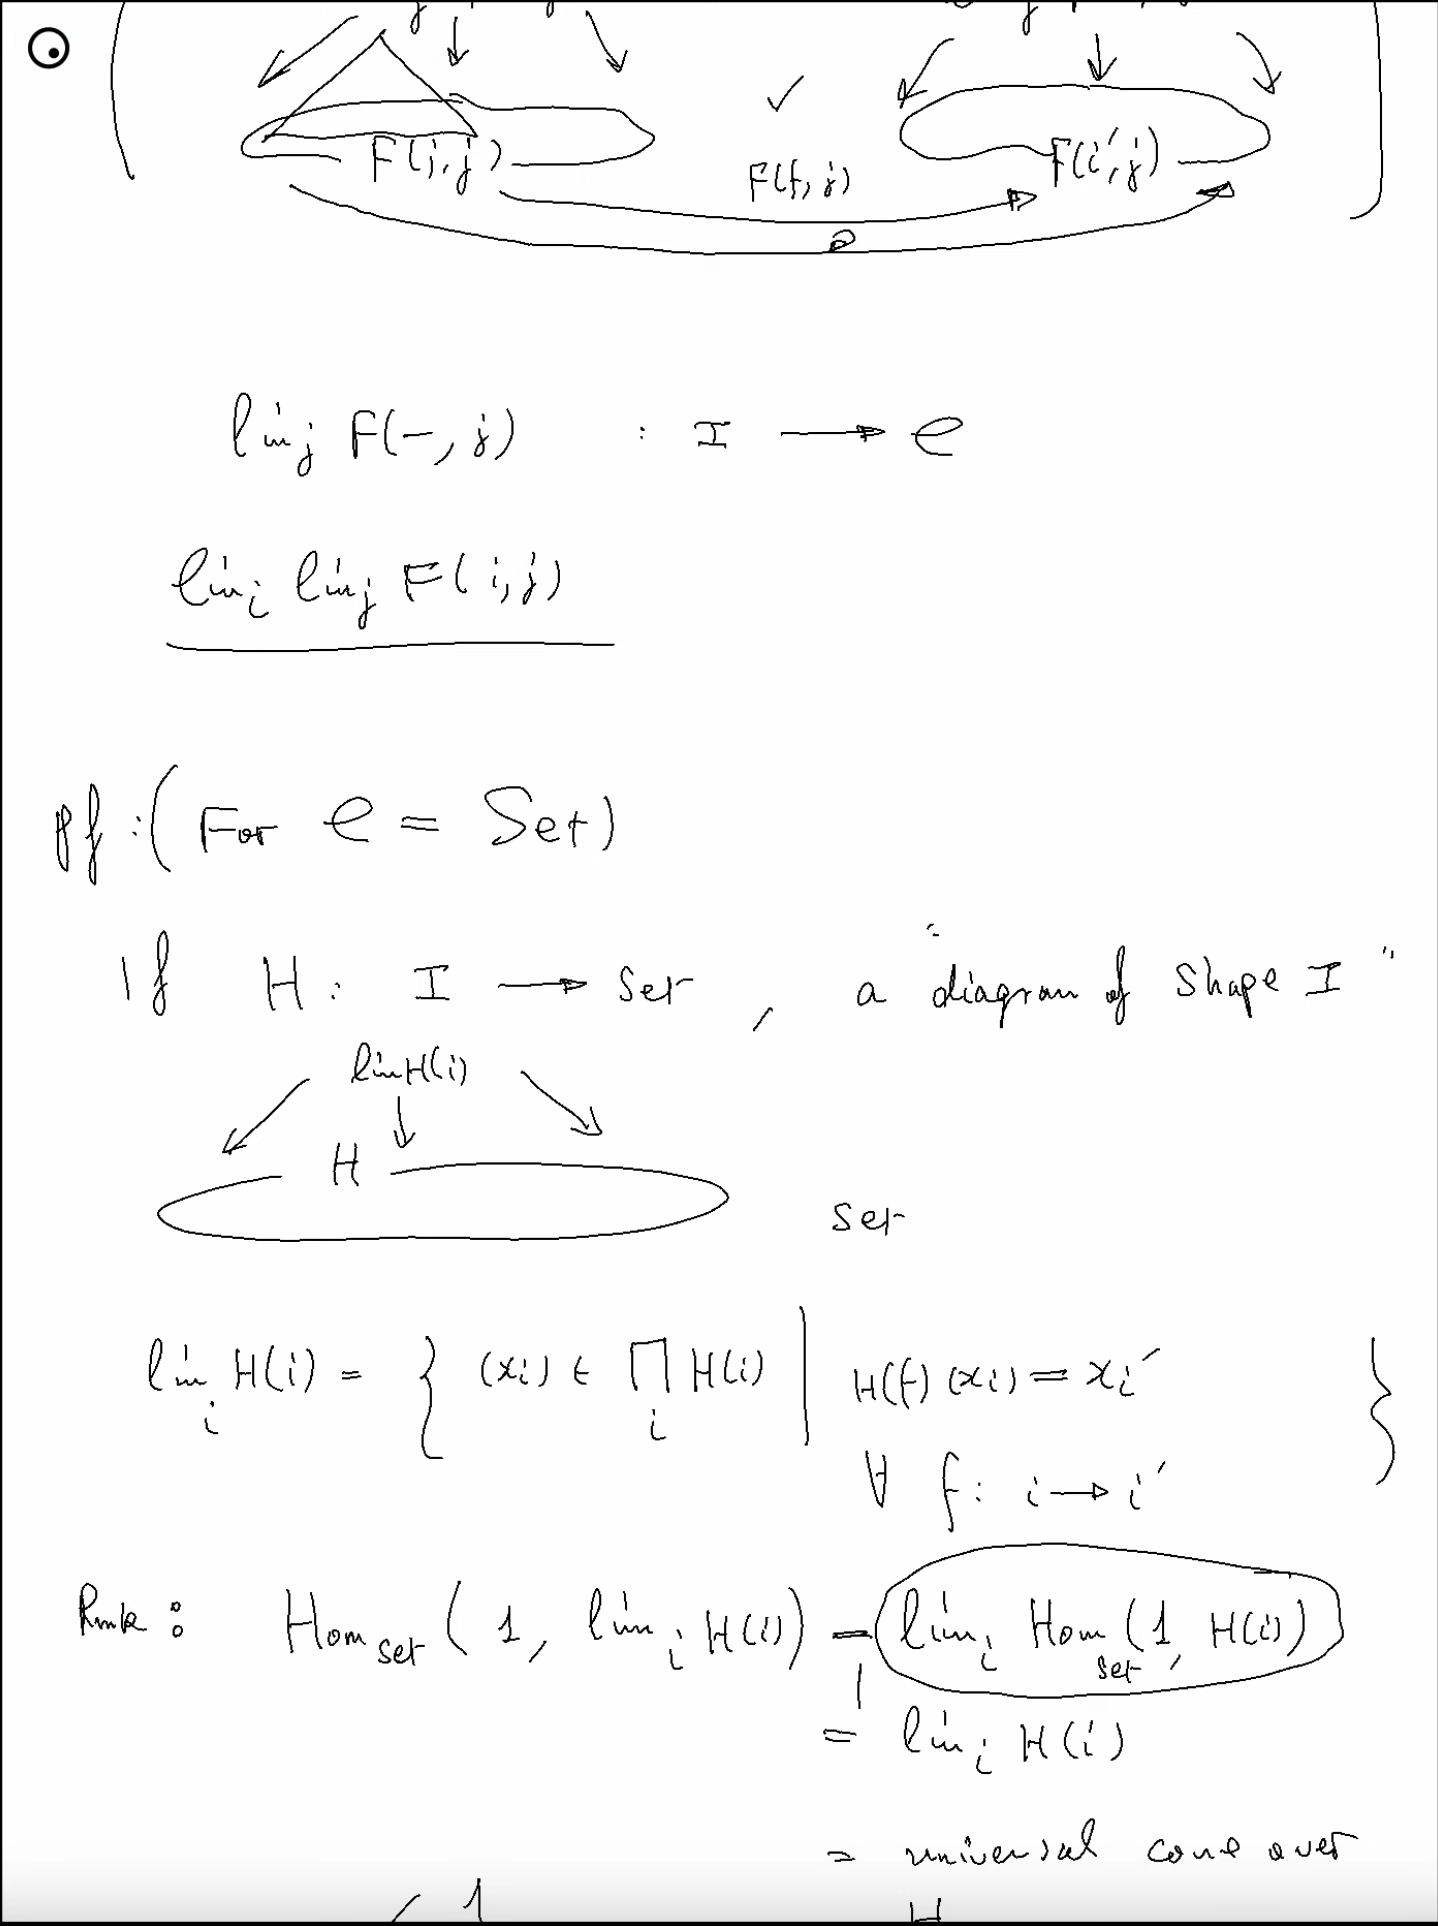 F(i,j) F(f,j) F(i′,j)
lim_j F(-, j) : I → C
lim_i lim_j F(i,j)
pf : ( For C = Set )
If H : I → Set , a "diagram of shape I"
lim H(i)
H
Set
lim_i H(i) = { (x_i) ∈ ∏_i H(i) | H(f)(x_i) = x_i′ }
∀ f : i → i′
Rmk : Hom_Set ( 1, lim_i H(i) ) = lim_i Hom_Set ( 1, H(i) )
= lim_i H(i)
= universal cone over
1 H